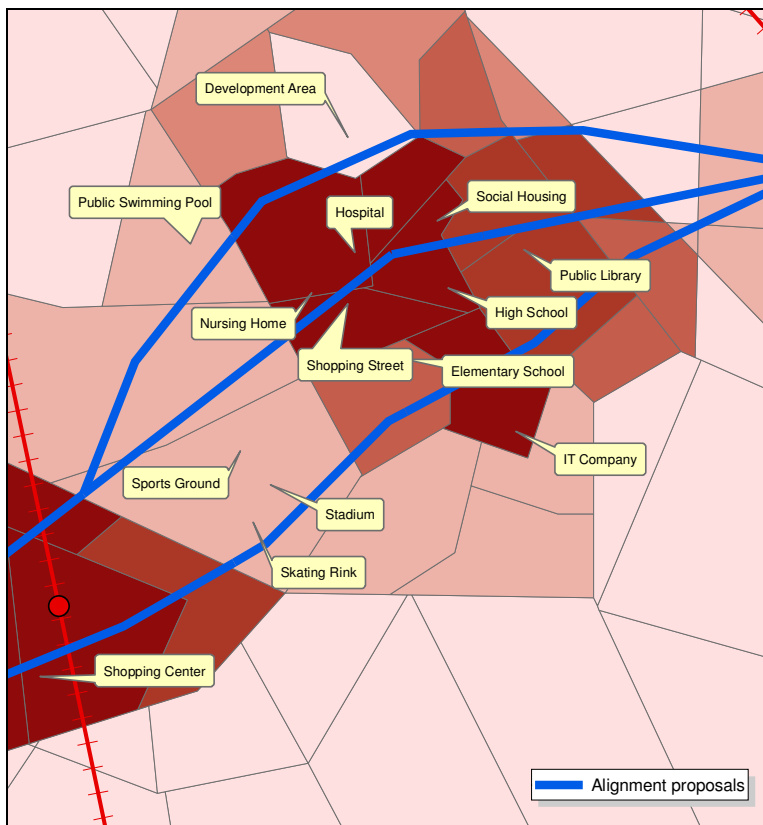 Development Area
Public Swimming Pool
Social Housing
Hospital
Public Library
High School
Nursing Home
Shopping Street
Elementary School
IT Company
Sports Ground
Stadium
Skating Rink
Shopping Center
Alignment proposals